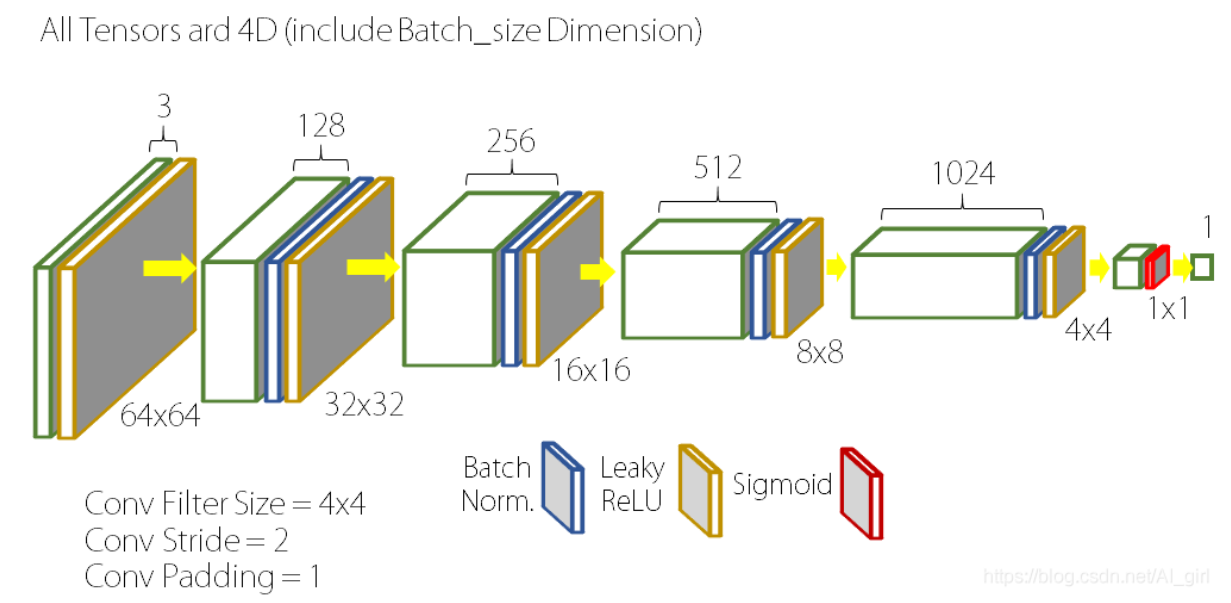 All Tensors ard 4D (include Batch_size Dimension)
3
128
256
512
1024
1
64x64
32x32
16x16
8x8
4x4
1x1
Batch Norm.
Leaky ReLU
Sigmoid
Conv Filter Size = 4x4
Conv Stride = 2
Conv Padding = 1
https://blog.csdn.net/AI_girl